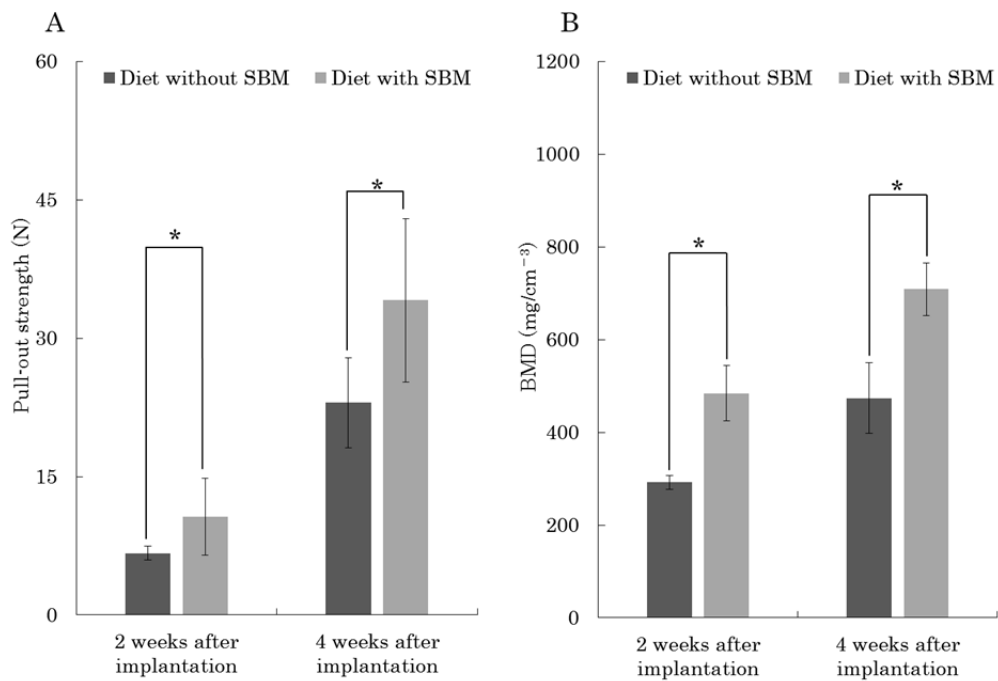 A
60
45
30
15
0
Pull-out strength (N)
Diet without SBM
Diet with SBM
*
*
2 weeks after
implantation
4 weeks after
implantation
B
1200
1000
800
600
400
200
0
BMD (mg/cm⁻³)
Diet without SBM
Diet with SBM
*
*
2 weeks after
implantation
4 weeks after
implantation